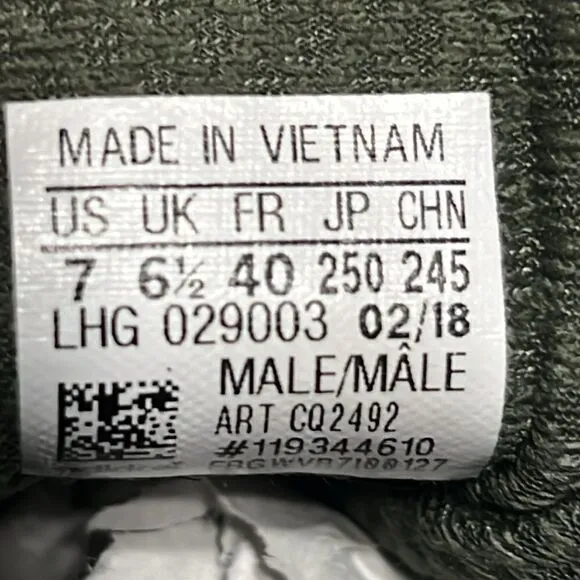 MADE IN VIETNAM
US UK FR JP CHN
7 6½ 40 250 245
LHG 029003 02/18
MALE/MÂLE
ART CQ2492
#119344610